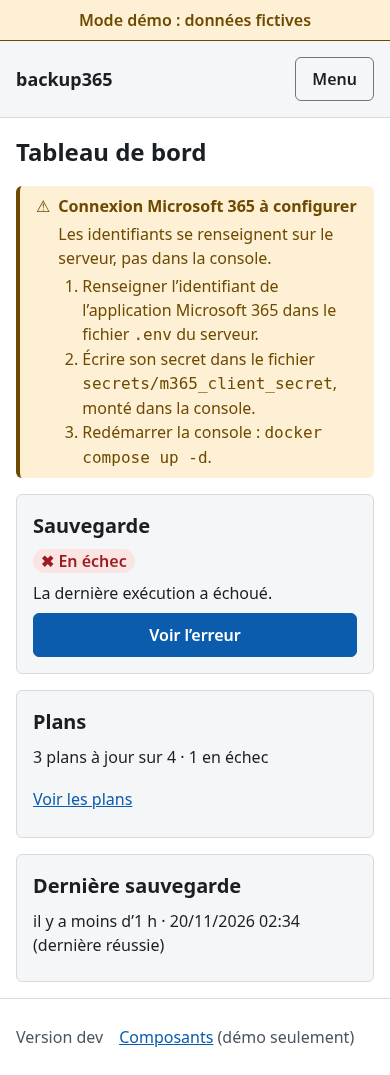 Mode démo : données fictives
backup365
Menu
Tableau de bord
⚠ Connexion Microsoft 365 à configurer
Les identifiants se renseignent sur le
serveur, pas dans la console.
1. Renseigner l’identifiant de
l’application Microsoft 365 dans le
fichier .env du serveur.
2. Écrire son secret dans le fichier
secrets/m365_client_secret,
monté dans la console.
3. Redémarrer la console : docker
compose up -d.
Sauvegarde
✖ En échec
La dernière exécution a échoué.
Voir l’erreur
Plans
3 plans à jour sur 4 · 1 en échec
Voir les plans
Dernière sauvegarde
il y a moins d’1 h · 20/11/2026 02:34
(dernière réussie)
Version dev Composants (démo seulement)